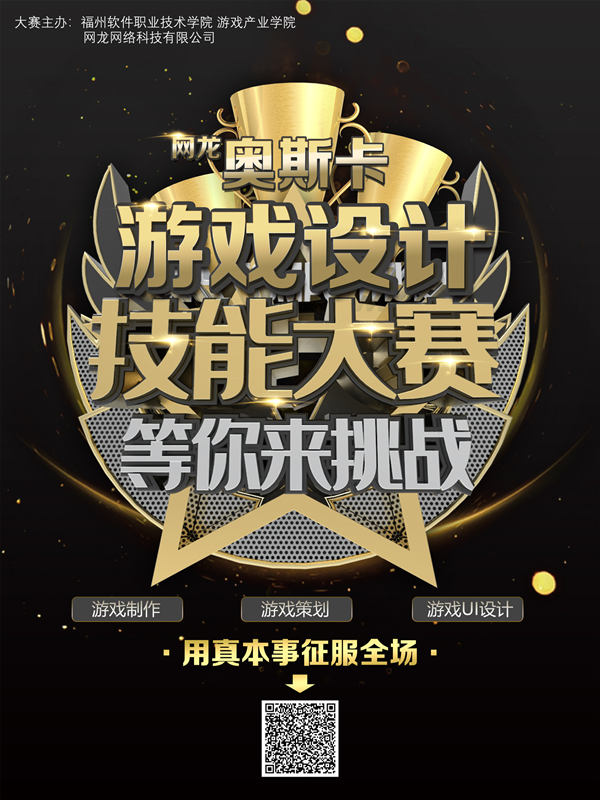 大赛主办：福州软件职业技术学院 游戏产业学院
网龙网络科技有限公司
网龙 奥斯卡
游戏设计
技能大赛
等你来挑战
游戏制作 游戏策划 游戏UI设计
·用真本事征服全场·